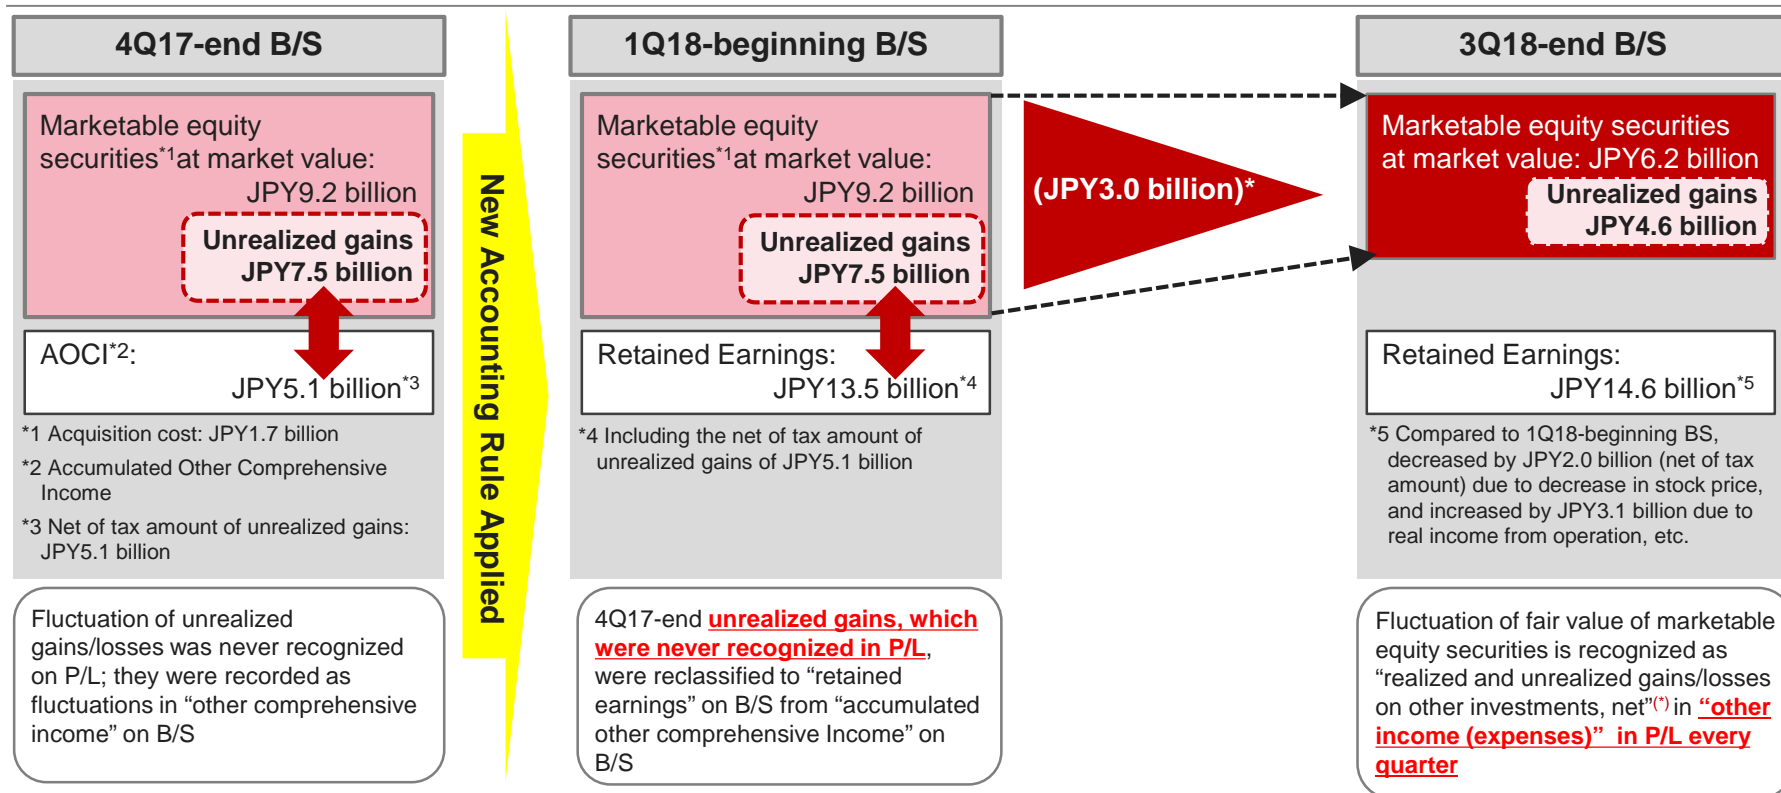 4Q17-end B/S
Marketable equity
securities*1at market value:
JPY9.2 billion
Unrealized gains
JPY7.5 billion
AOCI*2:
JPY5.1 billion*3
*1 Acquisition cost: JPY1.7 billion
*2 Accumulated Other Comprehensive
Income
*3 Net of tax amount of unrealized gains:
JPY5.1 billion
Fluctuation of unrealized
gains/losses was never recognized
on P/L; they were recorded as
fluctuations in “other comprehensive
income” on B/S
New Accounting Rule Applied
1Q18-beginning B/S
Marketable equity
securities*1at market value:
JPY9.2 billion
Unrealized gains
JPY7.5 billion
Retained Earnings:
JPY13.5 billion*4
*4 Including the net of tax amount of
unrealized gains of JPY5.1 billion
4Q17-end unrealized gains, which
were never recognized in P/L,
were reclassified to “retained
earnings” on B/S from “accumulated
other comprehensive Income” on
B/S
(JPY3.0 billion)*
3Q18-end B/S
Marketable equity securities
at market value: JPY6.2 billion
Unrealized gains
JPY4.6 billion
Retained Earnings:
JPY14.6 billion*5
*5 Compared to 1Q18-beginning BS,
decreased by JPY2.0 billion (net of tax
amount) due to decrease in stock price,
and increased by JPY3.1 billion due to
real income from operation, etc.
Fluctuation of fair value of marketable
equity securities is recognized as
“realized and unrealized gains/losses
on other investments, net”(*) in “other
income (expenses)” in P/L every
quarter